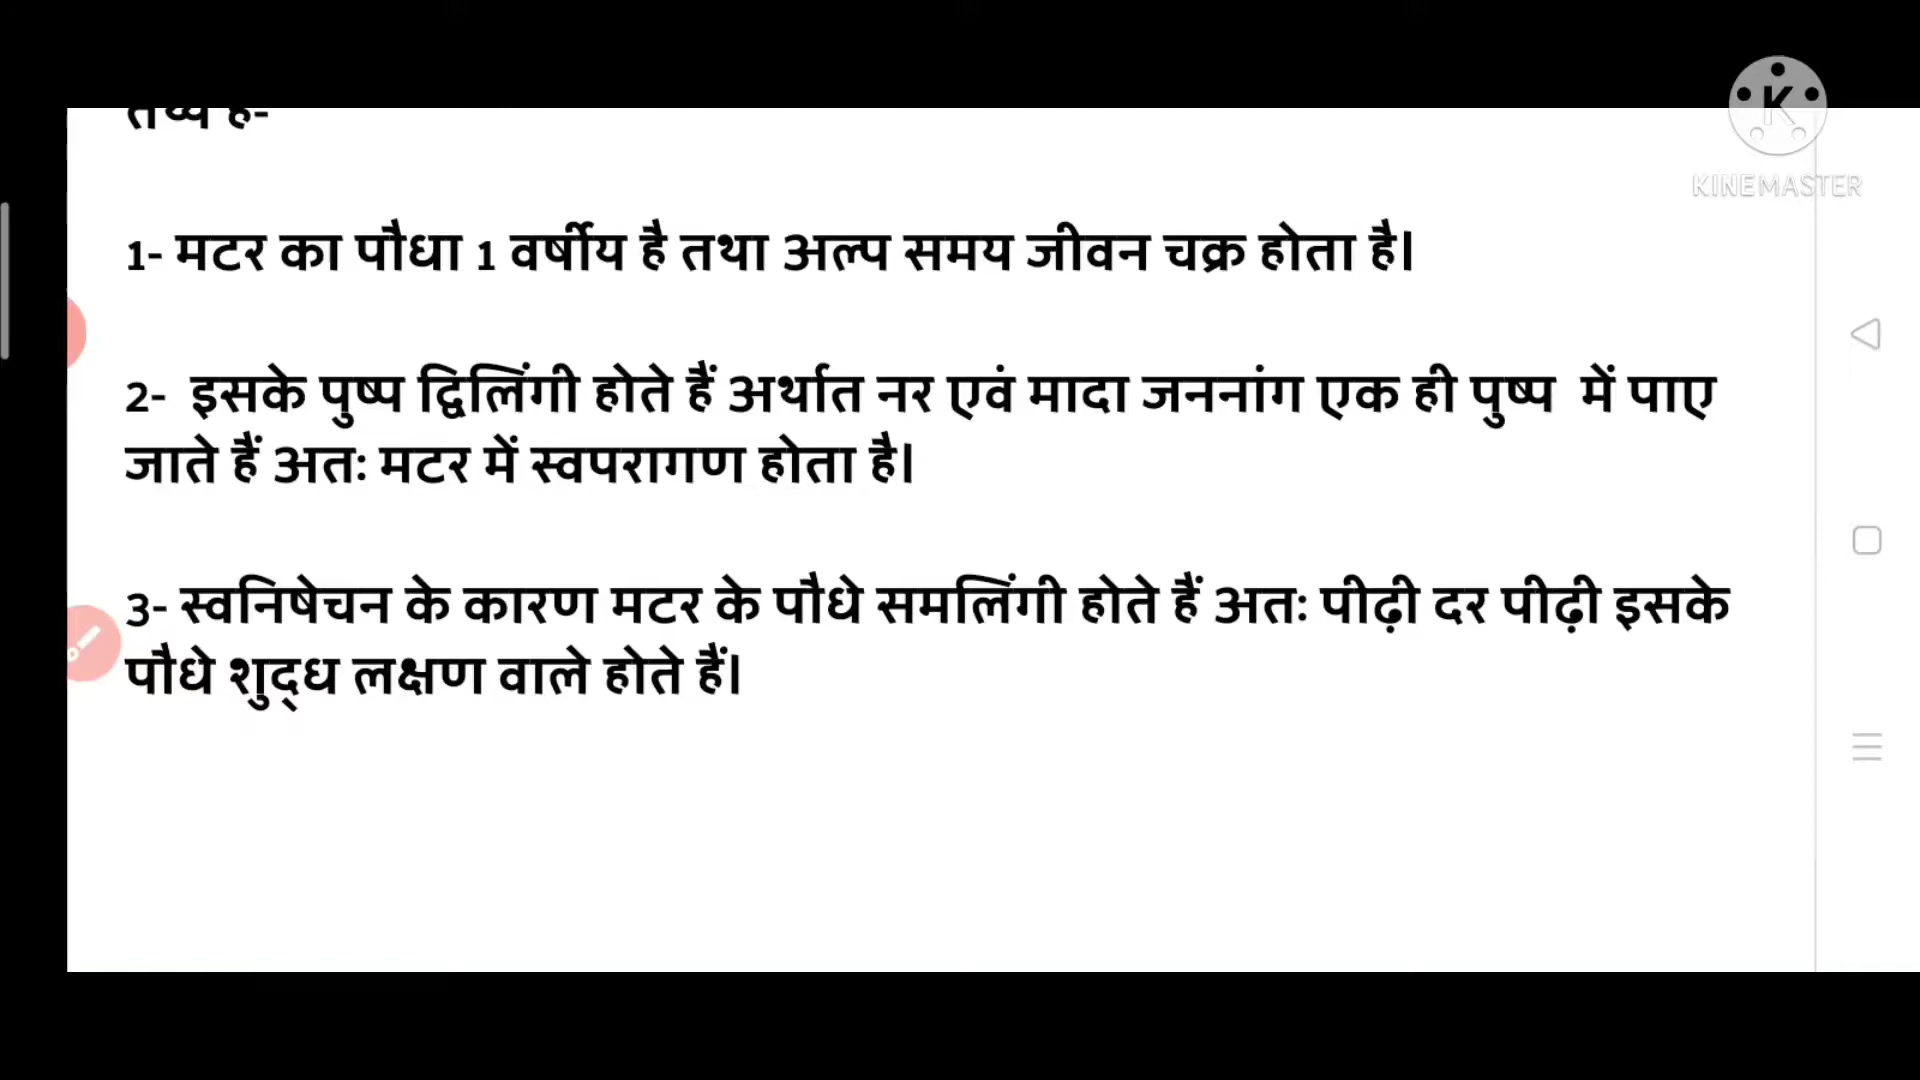 तथ्य है-
KINEMASTER
1- मटर का पौधा 1 वर्षीय है तथा अल्प समय जीवन चक्र होता है।
2- इसके पुष्प द्विलिंगी होते हैं अर्थात नर एवं मादा जननांग एक ही पुष्प में पाए
जाते हैं अतः मटर में स्वपरागण होता है।
3- स्वनिषेचन के कारण मटर के पौधे समलिंगी होते हैं अतः पीढ़ी दर पीढ़ी इसके
पौधे शुद्ध लक्षण वाले होते हैं।